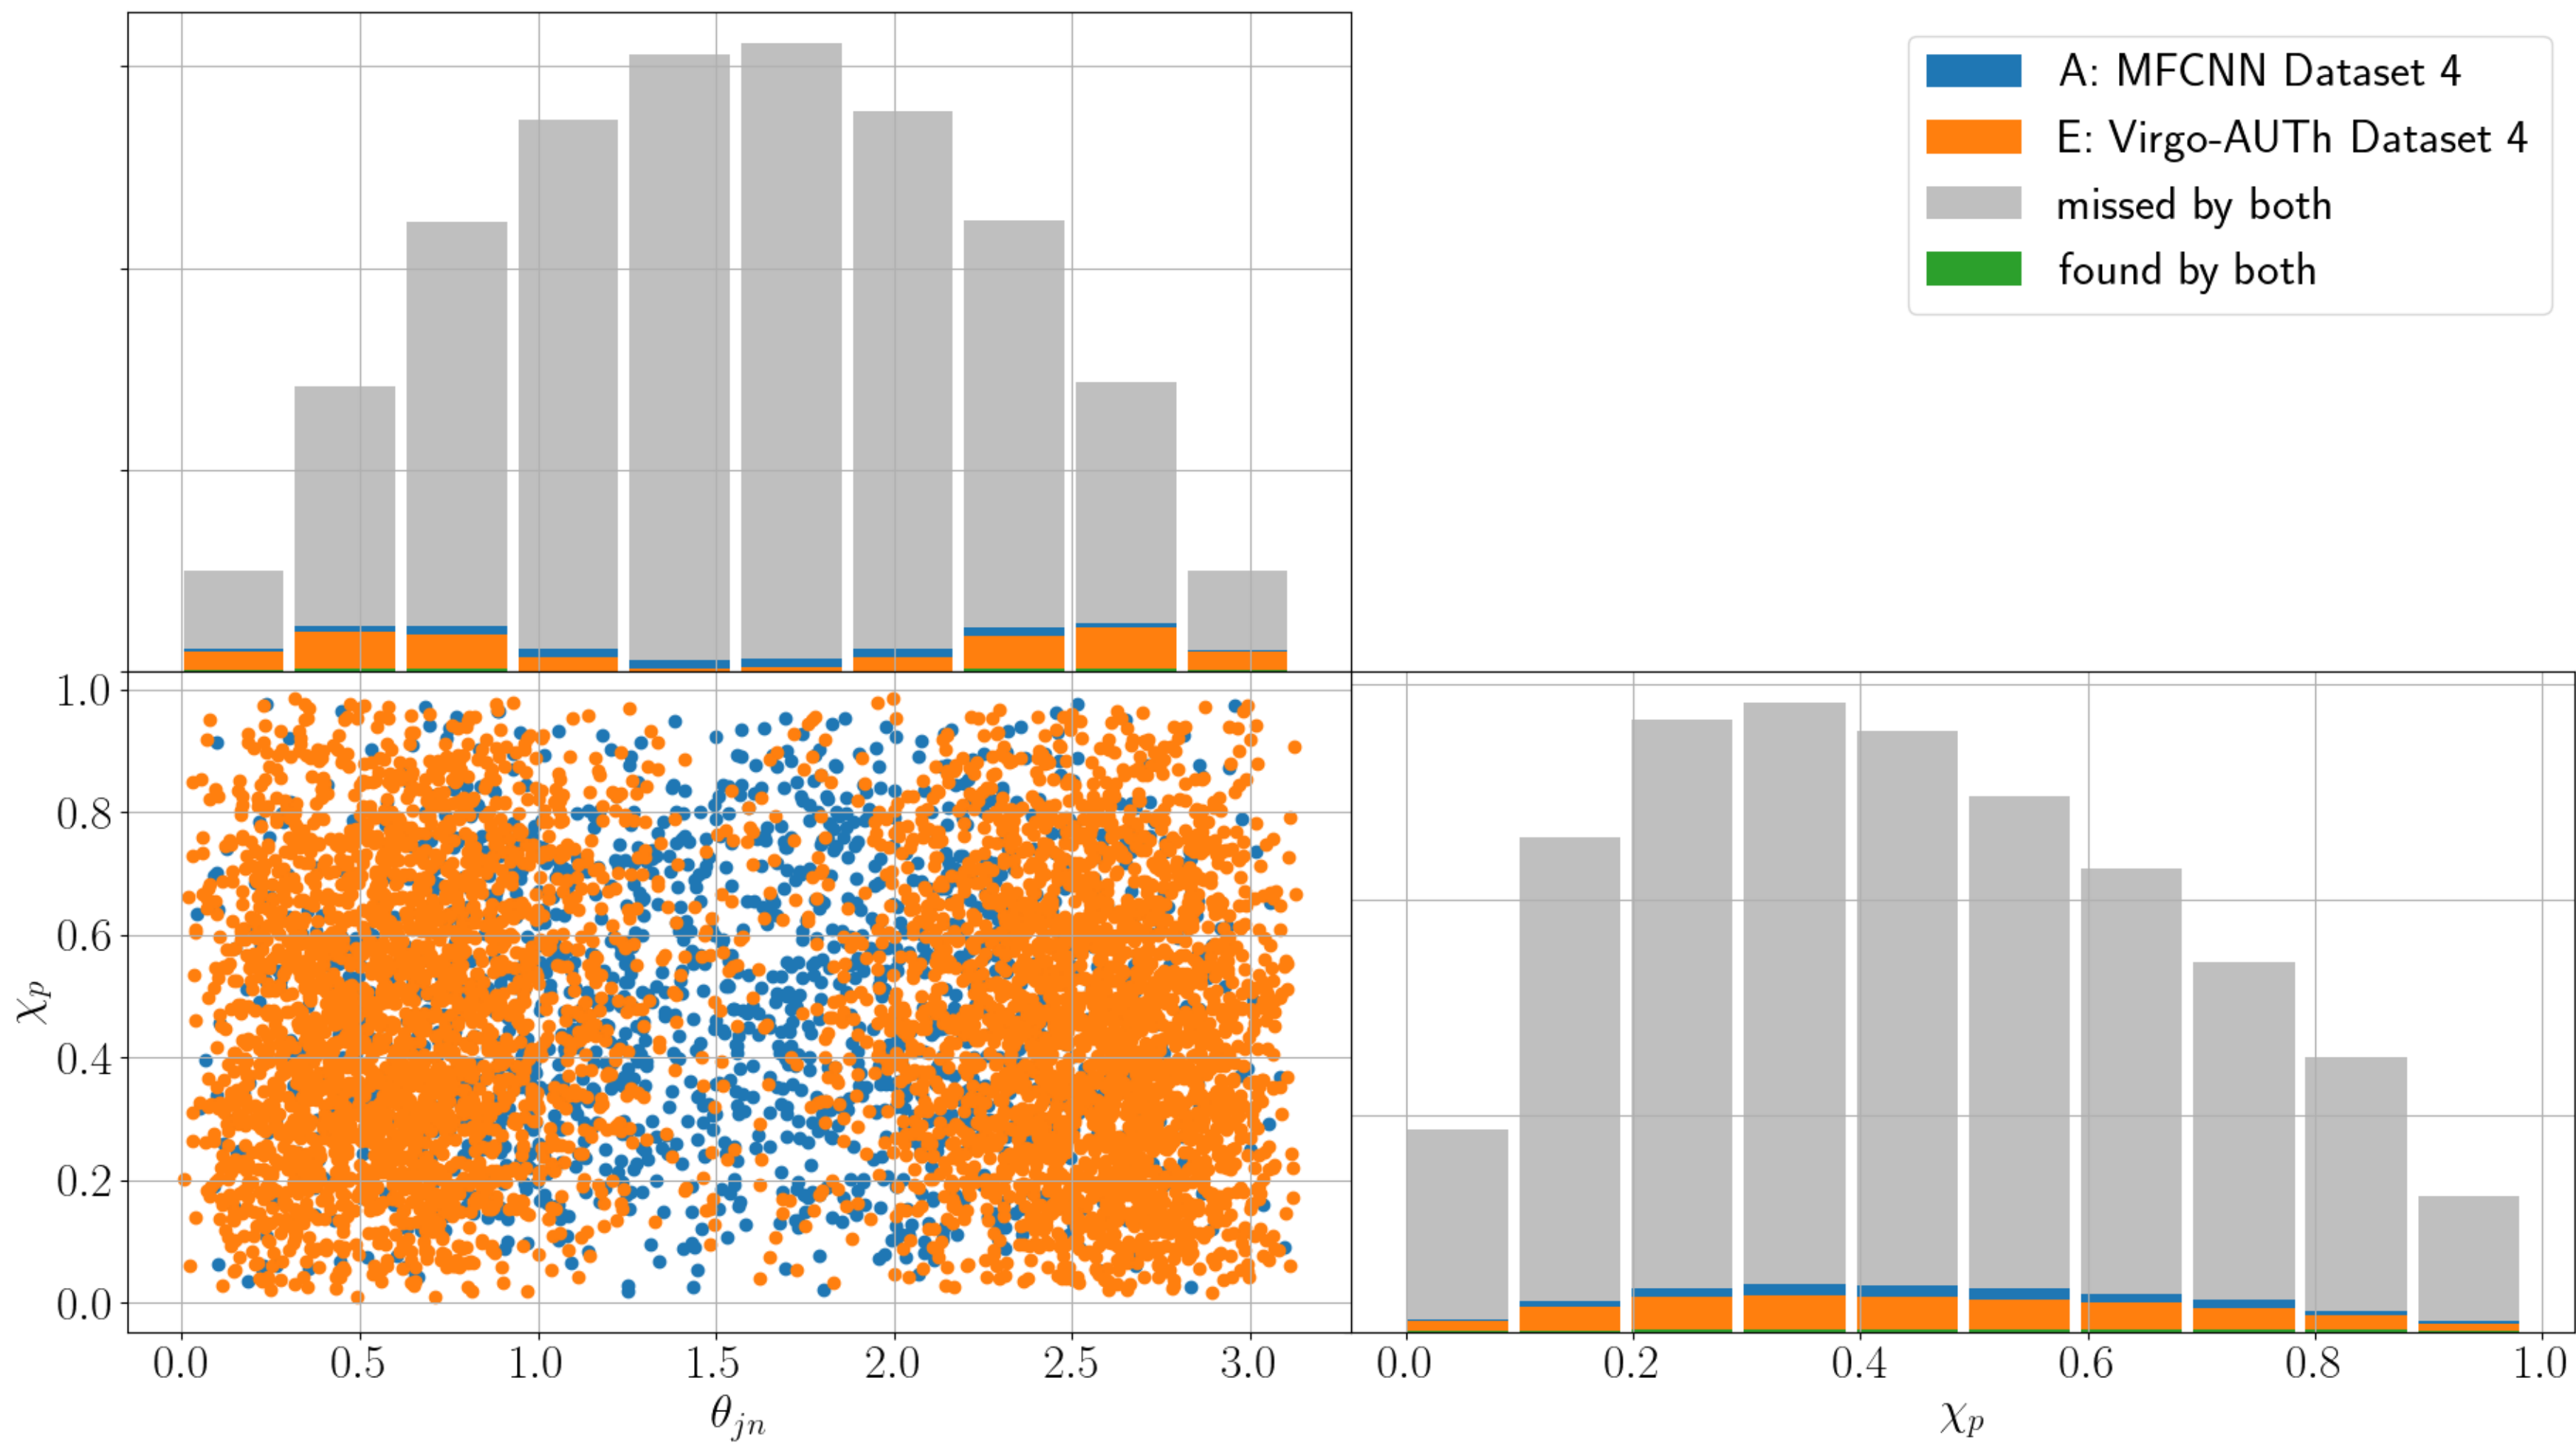 A: MFCNN Dataset 4
E: Virgo-AUTh Dataset 4
missed by both
found by both
1.0
0.8
0.6
0.4
0.2
0.0
χp
0.0 0.5 1.0 1.5 2.0 2.5 3.0
θjn
0.0 0.2 0.4 0.6 0.8 1.0
χp